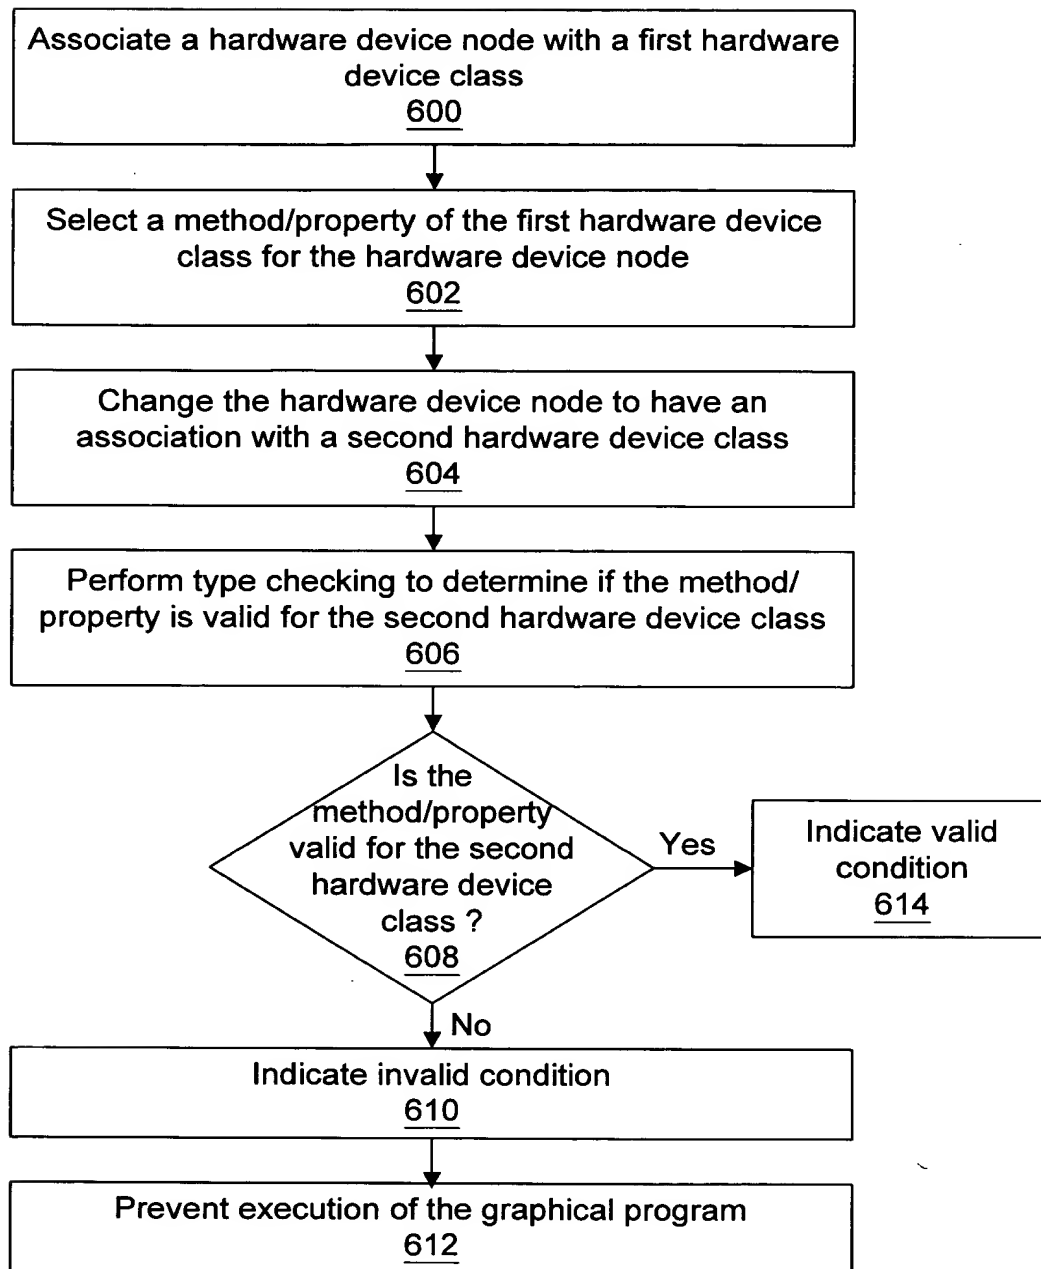 Associate a hardware device node with a first hardware
device class
600
Select a method/property of the first hardware device
class for the hardware device node
602
Change the hardware device node to have an
association with a second hardware device class
604
Perform type checking to determine if the method/
property is valid for the second hardware device class
606
Is the
method/property
valid for the second
hardware device
class ?
608
Yes
Indicate valid
condition
614
No
Indicate invalid condition
610
Prevent execution of the graphical program
612